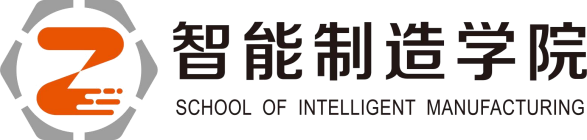 智能制造学院
SCHOOL OF INTELLIGENT MANUFACTURING